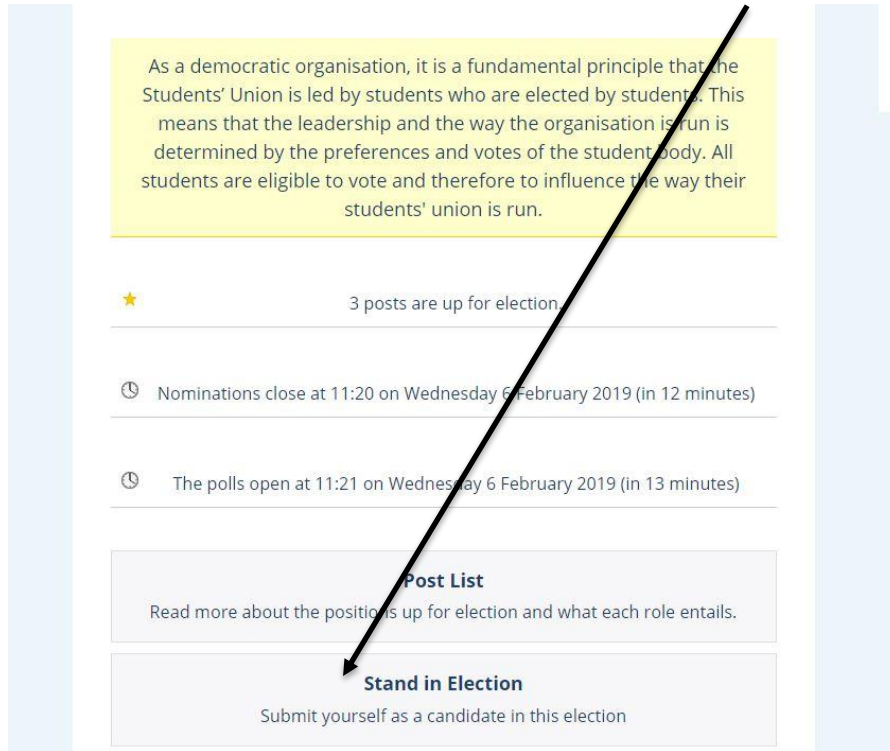 As a democratic organisation, it is a fundamental principle that the
Students’ Union is led by students who are elected by students. This
means that the leadership and the way the organisation is run is
determined by the preferences and votes of the student body. All
students are eligible to vote and therefore to influence the way their
students' union is run.
3 posts are up for election.
Nominations close at 11:20 on Wednesday 6 February 2019 (in 12 minutes)
The polls open at 11:21 on Wednesday 6 February 2019 (in 13 minutes)
Post List
Read more about the positions up for election and what each role entails.
Stand in Election
Submit yourself as a candidate in this election